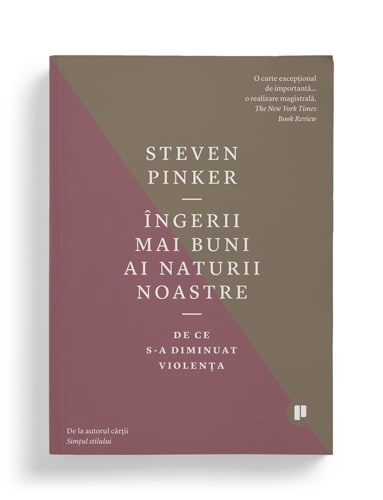 O carte excepțional
de importantă...
o realizare magistrală.
The New York Times
Book Review
STEVEN
PINKER
ÎNGERII
MAI BUNI
AI NATURII
NOASTRE
DE CE
S-A DIMINUAT
VIOLENȚA
De la autorul cărții
Simțul stilului